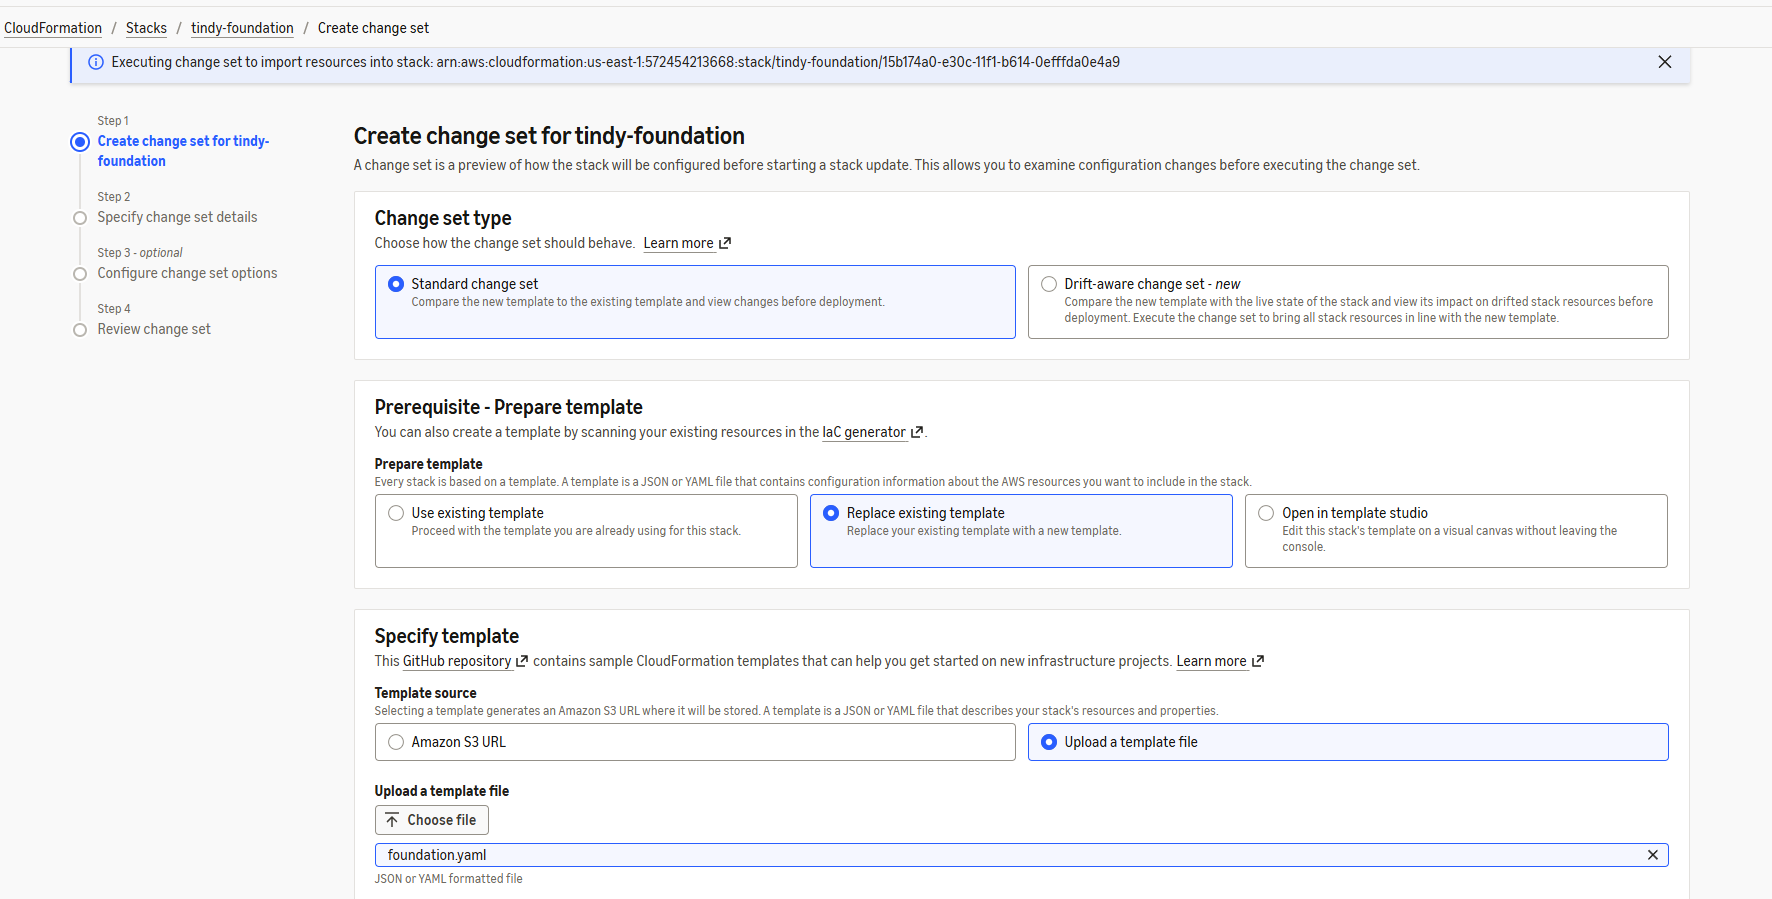 CloudFormation / Stacks / tindy-foundation / Create change set
Executing change set to import resources into stack: arn:aws:cloudformation:us-east-1:572454213668:stack/tindy-foundation/15b174a0-e30c-11f1-b614-0efffda0e4a9
Step 1
Create change set for tindy-
foundation
Step 2
Specify change set details
Step 3 - optional
Configure change set options
Step 4
Review change set
Create change set for tindy-foundation
A change set is a preview of how the stack will be configured before starting a stack update. This allows you to examine configuration changes before executing the change set.
Change set type
Choose how the change set should behave. Learn more
Standard change set
Compare the new template to the existing template and view changes before deployment.
Drift-aware change set - new
Compare the new template with the live state of the stack and view its impact on drifted stack resources before
deployment. Execute the change set to bring all stack resources in line with the new template.
Prerequisite - Prepare template
You can also create a template by scanning your existing resources in the IaC generator.
Prepare template
Every stack is based on a template. A template is a JSON or YAML file that contains configuration information about the AWS resources you want to include in the stack.
Use existing template
Proceed with the template you are already using for this stack.
Replace existing template
Replace your existing template with a new template.
Open in template studio
Edit this stack's template on a visual canvas without leaving the
console.
Specify template
This GitHub repository contains sample CloudFormation templates that can help you get started on new infrastructure projects. Learn more
Template source
Selecting a template generates an Amazon S3 URL where it will be stored. A template is a JSON or YAML file that describes your stack's resources and properties.
Amazon S3 URL
Upload a template file
Upload a template file
Choose file
foundation.yaml
JSON or YAML formatted file